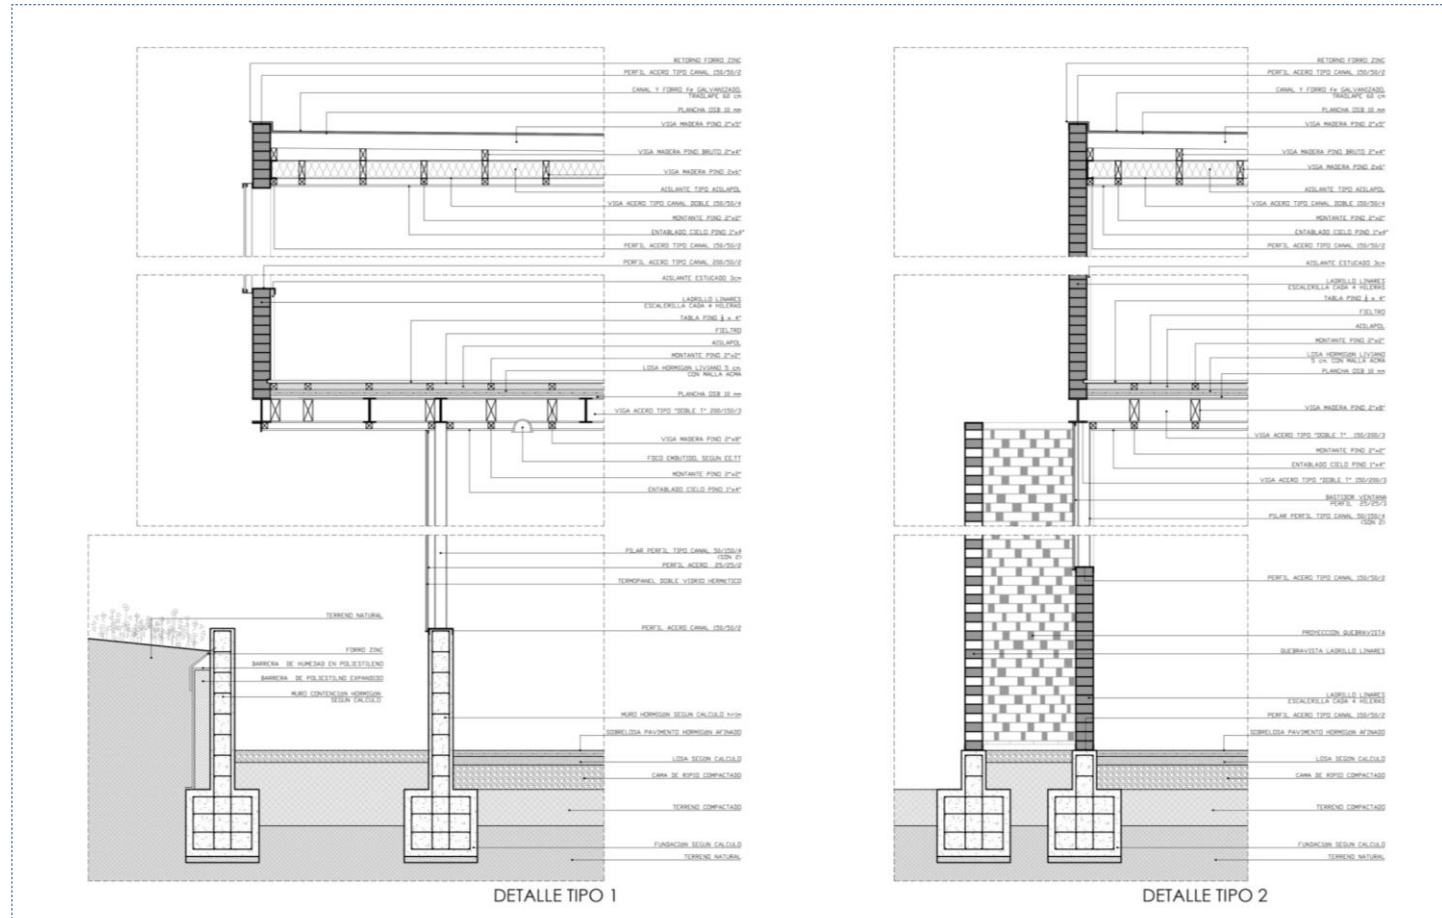 RETORNO FORRO ZINC
PERFIL ACERO TIPO CANAL 150/50/2
CANAL Y FORRO Fe GALVANIZADO,
TRASLAPE 60 cm
PLANCHA OSB 10 mm
VIGA MADERA PINO 2"x5"
VIGA MADERA PINO BRUTO 2"x4"
VIGA MADERA PINO 2x6"
AISLANTE TIPO AISLAPOL
VIGA ACERO TIPO CANAL DOBLE 150/50/4
MONTANTE PINO 2"x2"
ENTABLADO CIELO PINO 1"x4"
PERFIL ACERO TIPO CANAL 150/50/2
PERFIL ACERO TIPO CANAL 200/50/2
AISLANTE ESTUCADO 3cm
LADRILLO LINARES
ESCALERILLA CADA 4 HILERAS
TABLA PINO x 4"
FIELTRO
AISLAPOL
MONTANTE PINO 2"x2"
LOSA HORMIGON LIVIANO 5 cm
CON MALLA ACMA
PLANCHA OSB 10 mm
VIGA ACERO TIPO "DOBLE T" 200/150/3
VIGA MADERA PINO 2"x8"
FOCO EMBUTIDO, SEGUN EE.TT
MONTANTE PINO 2"x2"
ENTABLADO CIELO PINO 1"x4"
PILAR PERFIL TIPO CANAL 50/150/4
(SON 2)
PERFIL ACERO 25/25/2
TERMOPANEL DOBLE VIDRIO HERMETICO
TERRENO NATURAL
PERFIL ACERO CANAL 150/50/2
FORRO ZINC
BARRERA DE HUMEDAD EN POLIESTILENO
BARRERA DE POLIESTILNO EXPANDIDO
MURO CONTENCION HORMIGON
SEGUN CALCULO
MURO HORMIGON SEGUN CALCULO h=1m
SOBRELOSA PAVIMENTO HORMIGON AFINADO
LOSA SEGUN CALCULO
CAMA DE RIPIO COMPACTADO
TERRENO COMPACTADO
FUNDACION SEGUN CALCULO
TERRENO NATURAL
DETALLE TIPO 1
RETORNO FORRO ZINC
PERFIL ACERO TIPO CANAL 150/50/2
CANAL Y FORRO Fe GALVANIZADO,
TRASLAPE 60 cm
PLANCHA OSB 10 mm
VIGA MADERA PINO 2"x5"
VIGA MADERA PINO BRUTO 2"x4"
VIGA MADERA PINO 2x6"
AISLANTE TIPO AISLAPOL
VIGA ACERO TIPO CANAL DOBLE 150/50/4
MONTANTE PINO 2"x2"
ENTABLADO CIELO PINO 1"x4"
PERFIL ACERO TIPO CANAL 150/50/2
AISLANTE ESTUCADO 3cm
LADRILLO LINARES
ESCALERILLA CADA 4 HILERAS
TABLA PINO x 4"
FIELTRO
AISLAPOL
MONTANTE PINO 2"x2"
LOSA HORMIGON LIVIANO
5 cm. CON MALLA ACMA
PLANCHA OSB 10 mm
VIGA MADERA PINO 2"x8"
VIGA ACERO TIPO "DOBLE T" 150/200/3
MONTANTE PINO 2"x2"
ENTABLADO CIELO PINO 1"x4"
VIGA ACERO TIPO "DOBLE T" 150/200/3
BASTIDOR VENTANA
PERFIL 25/25/3
PILAR PERFIL TIPO CANAL 50/150/4
(SON 2)
PERFIL ACERO TIPO CANAL 150/50/2
PROYECCION QUEBRAVISTA
QUEBRAVISTA LADRILLO LINARES
LADRILLO LINARES
ESCALERILLA CADA 4 HILERAS
PERFIL ACERO TIPO CANAL 150/50/2
SOBRELOSA PAVIMENTO HORMIGON AFINADO
LOSA SEGUN CALCULO
CAMA DE RIPIO COMPACTADO
TERRENO COMPACTADO
FUNDACION SEGUN CALCULO
TERRENO NATURAL
DETALLE TIPO 2